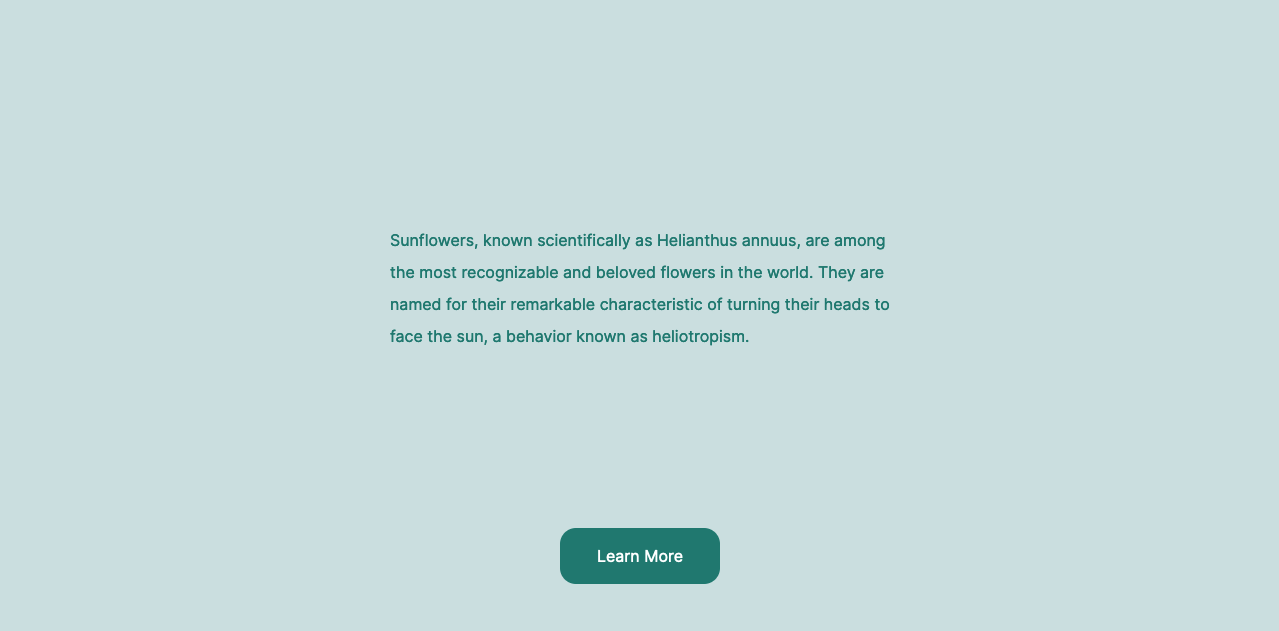 Sunflowers, known scientifically as Helianthus annuus, are among
the most recognizable and beloved flowers in the world. They are
named for their remarkable characteristic of turning their heads to
face the sun, a behavior known as heliotropism.
Learn More